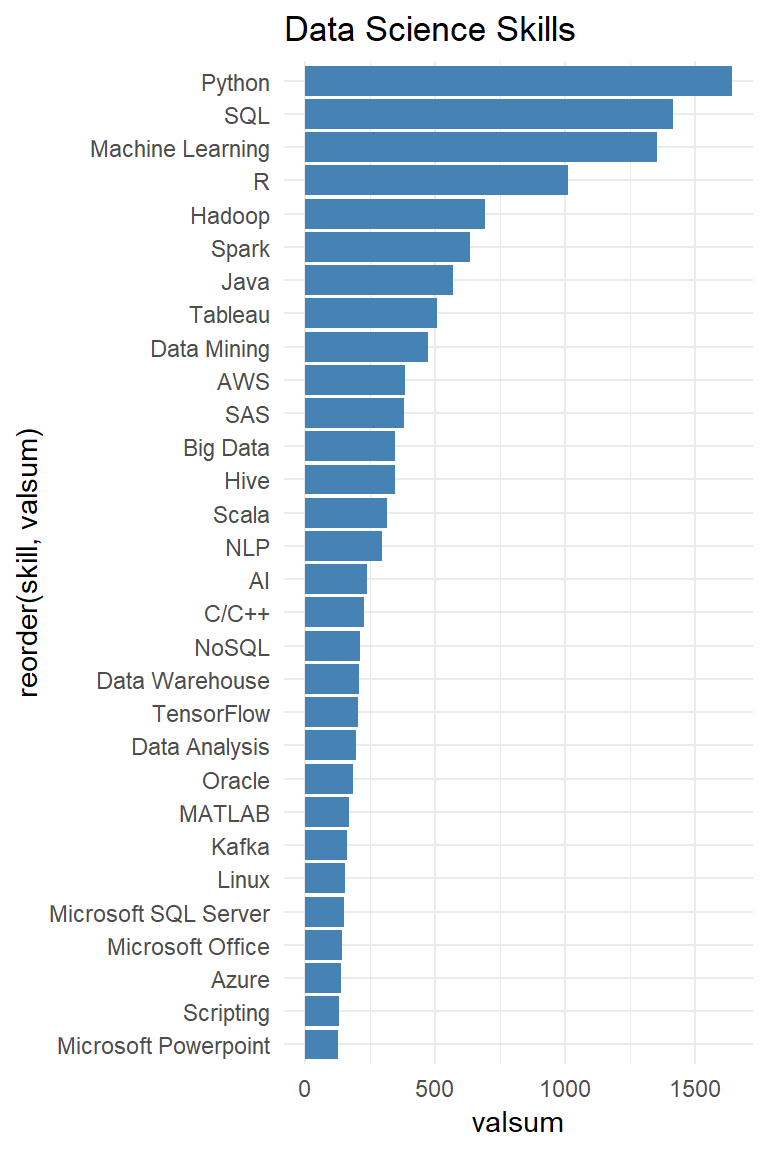 Data Science Skills
Python
SQL
Machine Learning
R
Hadoop
Spark
Java
Tableau
Data Mining
AWS
SAS
Big Data
Hive
Scala
NLP
AI
C/C++
NoSQL
Data Warehouse
TensorFlow
Data Analysis
Oracle
MATLAB
Kafka
Linux
Microsoft SQL Server
Microsoft Office
Azure
Scripting
Microsoft Powerpoint
reorder(skill, valsum)
0 500 1000 1500
valsum